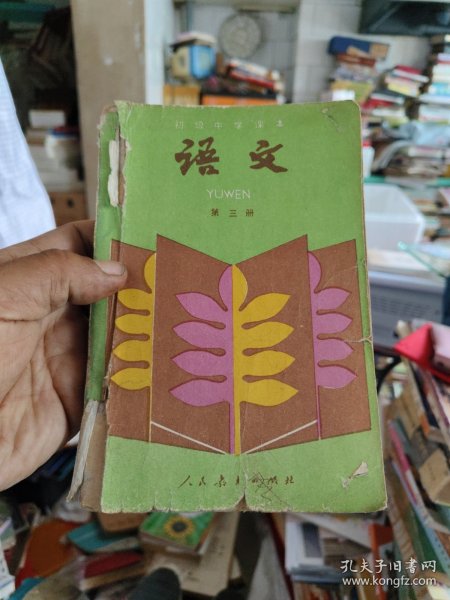 初级中学课本
语文
YUWEN
第三册
人民教育出版社
孔夫子旧书网
www.kongfz.com